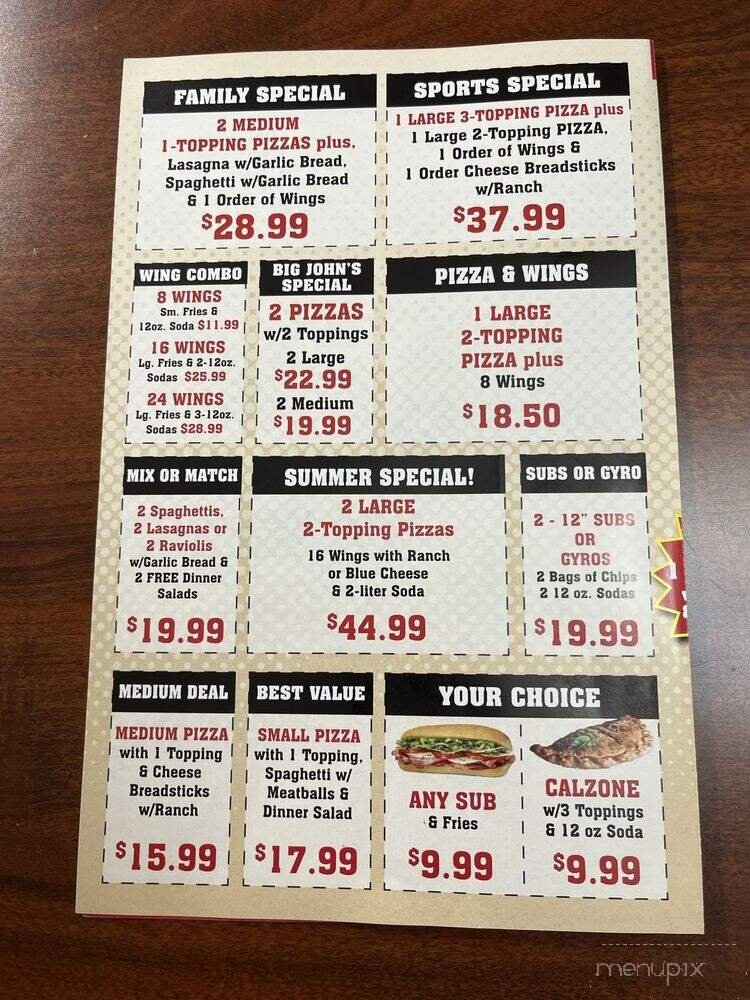 FAMILY SPECIAL
2 MEDIUM
1-TOPPING PIZZAS plus,
Lasagna w/Garlic Bread,
Spaghetti w/Garlic Bread
& 1 Order of Wings
$28.99
SPORTS SPECIAL
1 LARGE 3-TOPPING PIZZA plus
1 Large 2-Topping PIZZA,
1 Order of Wings &
1 Order Cheese Breadsticks
w/Ranch
$37.99
WING COMBO
8 WINGS
Sm. Fries &
12oz. Soda $11.99
16 WINGS
Lg. Fries & 2-12oz.
Sodas $25.99
24 WINGS
Lg. Fries & 3-12oz.
Sodas $28.99
BIG JOHN'S
SPECIAL
2 PIZZAS
w/2 Toppings
2 Large
$22.99
2 Medium
$19.99
PIZZA & WINGS
1 LARGE
2-TOPPING
PIZZA plus
8 Wings
$18.50
MIX OR MATCH
2 Spaghettis,
2 Lasagnas or
2 Raviolis
w/Garlic Bread &
2 FREE Dinner
Salads
$19.99
SUMMER SPECIAL!
2 LARGE
2-Topping Pizzas
16 Wings with Ranch
or Blue Cheese
& 2-liter Soda
$44.99
SUBS OR GYRO
2 - 12" SUBS
OR
GYROS
2 Bags of Chips
2 12 oz. Sodas
$19.99
MEDIUM DEAL
MEDIUM PIZZA
with 1 Topping
& Cheese
Breadsticks
w/Ranch
$15.99
BEST VALUE
SMALL PIZZA
with 1 Topping,
Spaghetti w/
Meatballs &
Dinner Salad
$17.99
YOUR CHOICE
ANY SUB
& Fries
$9.99
CALZONE
w/3 Toppings
& 12 oz Soda
$9.99
menupix